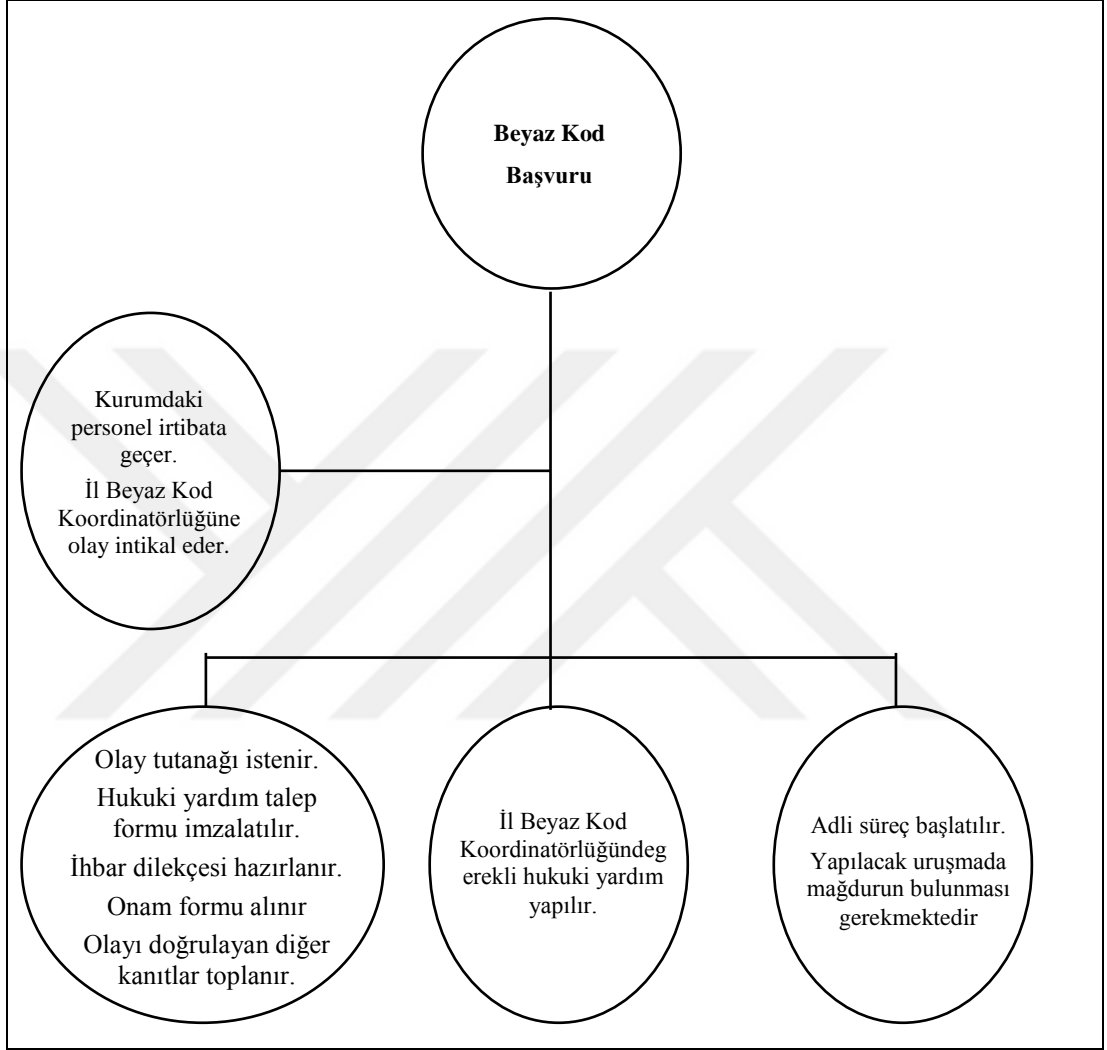 Beyaz Kod
Başvuru
Kurumdaki
personel irtibata
geçer.
İl Beyaz Kod
Koordinatörlüğüne
olay intikal eder.
Olay tutanağı istenir.
Hukuki yardım talep
formu imzalatılır.
İhbar dilekçesi hazırlanır.
Onam formu alınır
Olayı doğrulayan diğer
kanıtlar toplanır.
İl Beyaz Kod
Koordinatörlüğündeg
erekli hukuki yardım
yapılır.
Adli süreç başlatılır.
Yapılacak uruşmada
mağdurun bulunması
gerekmektedir